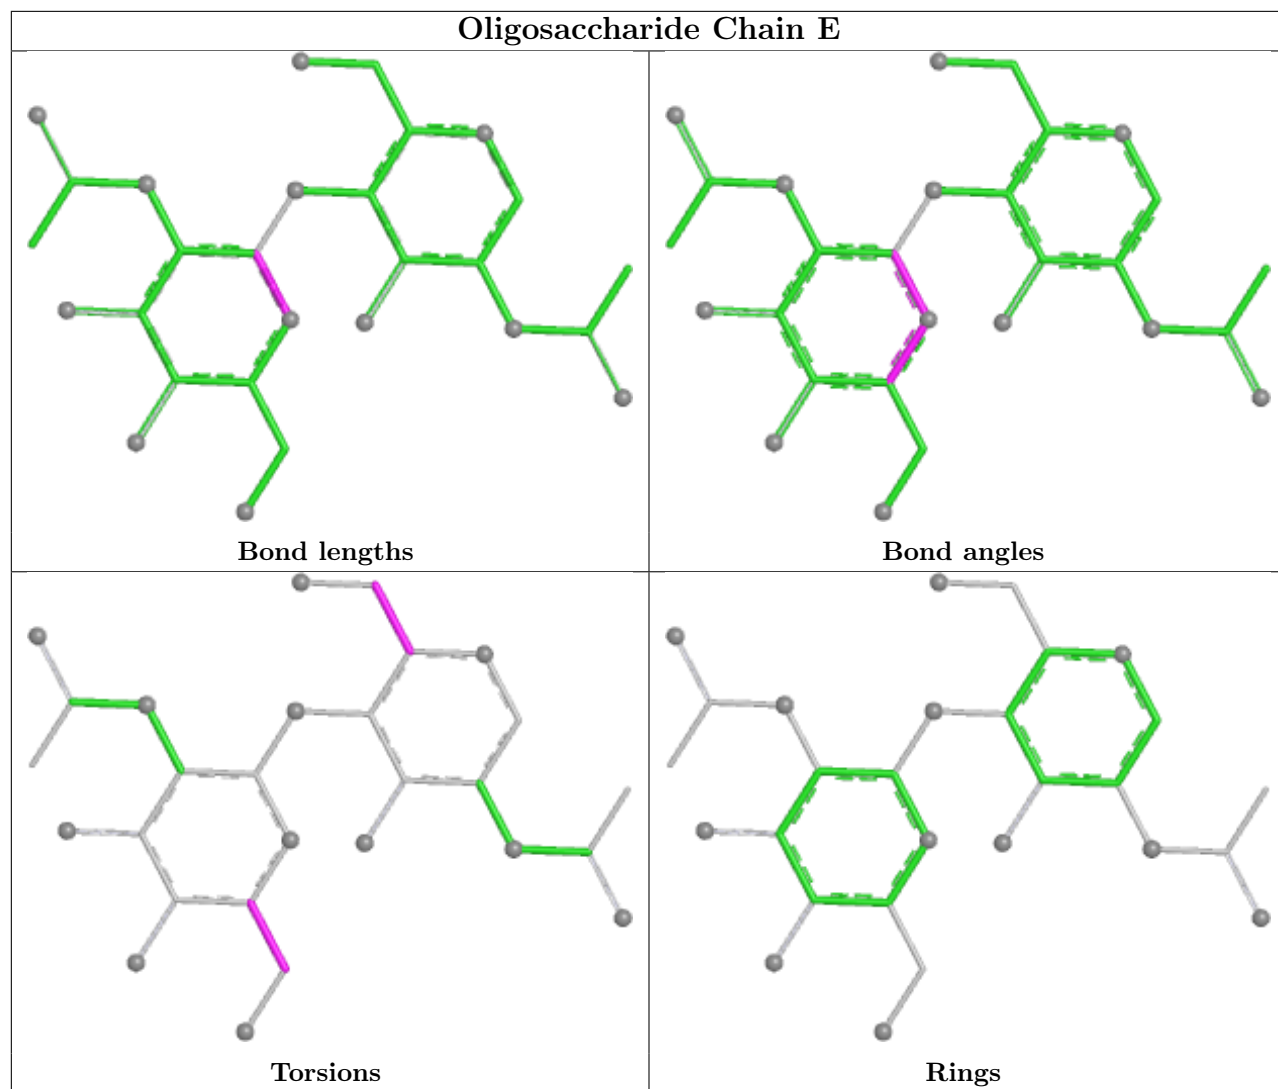 Oligosaccharide Chain E
Bond lengths
Bond angles
Torsions
Rings